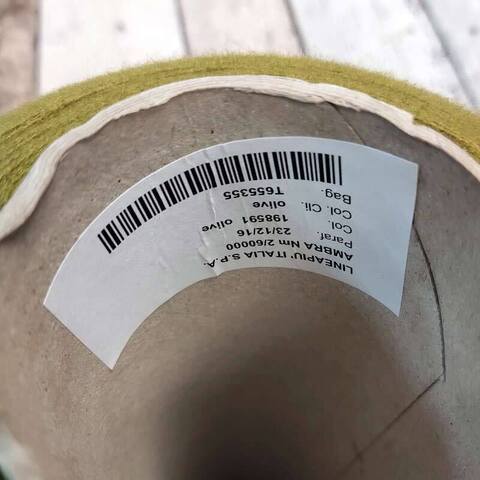 LINEAPIU' ITALIA S.P.A.
AMBRA Nm 2/60000
Paraf. 23/12/16
Col. 198591 olive
Col. Cli. olive
Bag. T655355